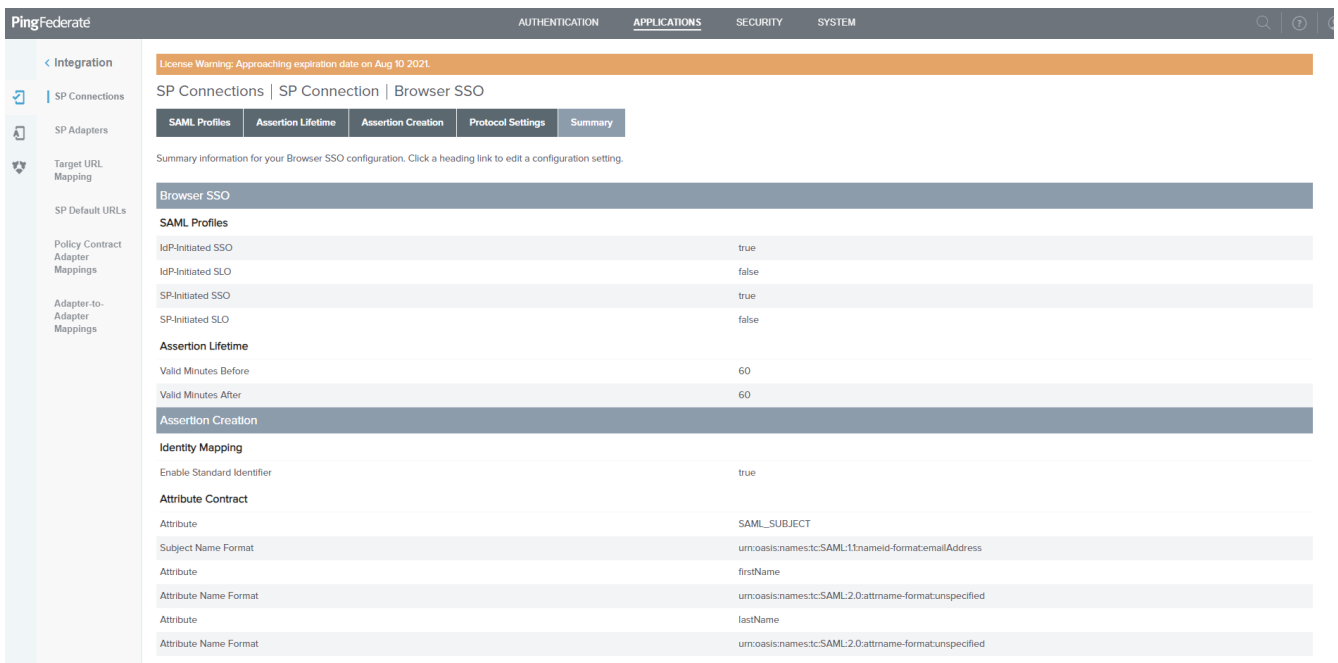 PingFederate
AUTHENTICATION APPLICATIONS SECURITY SYSTEM
Integration
SP Connections
SP Adapters
Target URL
Mapping
SP Default URLs
Policy Contract
Adapter
Mappings
Adapter-to-
Adapter
Mappings
License Warning: Approaching expiration date on Aug 10 2021.
SP Connections | SP Connection | Browser SSO
SAML Profiles Assertion Lifetime Assertion Creation Protocol Settings Summary
Summary information for your Browser SSO configuration. Click a heading link to edit a configuration setting.
Browser SSO
SAML Profiles
IdP-Initiated SSO true
IdP-Initiated SLO false
SP-Initiated SSO true
SP-Initiated SLO false
Assertion Lifetime
Valid Minutes Before 60
Valid Minutes After 60
Assertion Creation
Identity Mapping
Enable Standard Identifier true
Attribute Contract
Attribute SAML_SUBJECT
Subject Name Format urn:oasis:names:tc:SAML:1.1:nameid-format:emailAddress
Attribute firstName
Attribute Name Format urn:oasis:names:tc:SAML:2.0:attrname-format:unspecified
Attribute lastName
Attribute Name Format urn:oasis:names:tc:SAML:2.0:attrname-format:unspecified